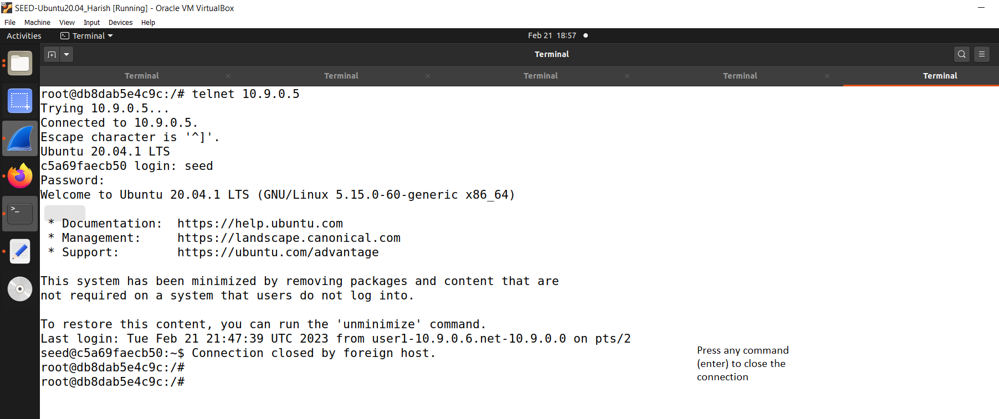 SEED-Ubuntu20.04_Harish [Running] - Oracle VM VirtualBox
File Machine View Input Devices Help
Activities Terminal Feb 21 18:57
Terminal
Terminal Terminal Terminal Terminal Terminal
root@db8dab5e4c9c:/# telnet 10.9.0.5
Trying 10.9.0.5...
Connected to 10.9.0.5.
Escape character is '^]'.
Ubuntu 20.04.1 LTS
c5a69faecb50 login: seed
Password:
Welcome to Ubuntu 20.04.1 LTS (GNU/Linux 5.15.0-60-generic x86_64)
* Documentation: https://help.ubuntu.com
* Management: https://landscape.canonical.com
* Support: https://ubuntu.com/advantage
This system has been minimized by removing packages and content that are
not required on a system that users do not log into.
To restore this content, you can run the 'unminimize' command.
Last login: Tue Feb 21 21:47:39 UTC 2023 from user1-10.9.0.6.net-10.9.0.0 on pts/2
seed@c5a69faecb50:~$ Connection closed by foreign host.
root@db8dab5e4c9c:/#
root@db8dab5e4c9c:/#
Press any command
(enter) to close the
connection